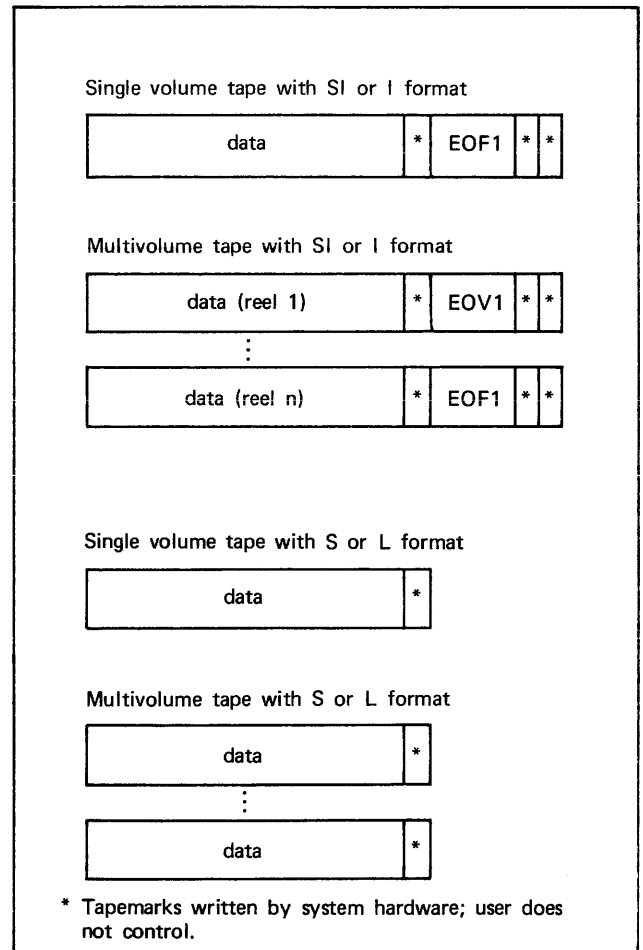 Single volume tape with SI or I format
data * EOF1 * *
Multivolume tape with SI or I format
data (reel 1) * EOV1 * *
data (reel n) * EOF1 * *
Single volume tape with S or L format
data *
Multivolume tape with S or L format
data *
data *
* Tapemarks written by system hardware; user does
not control.